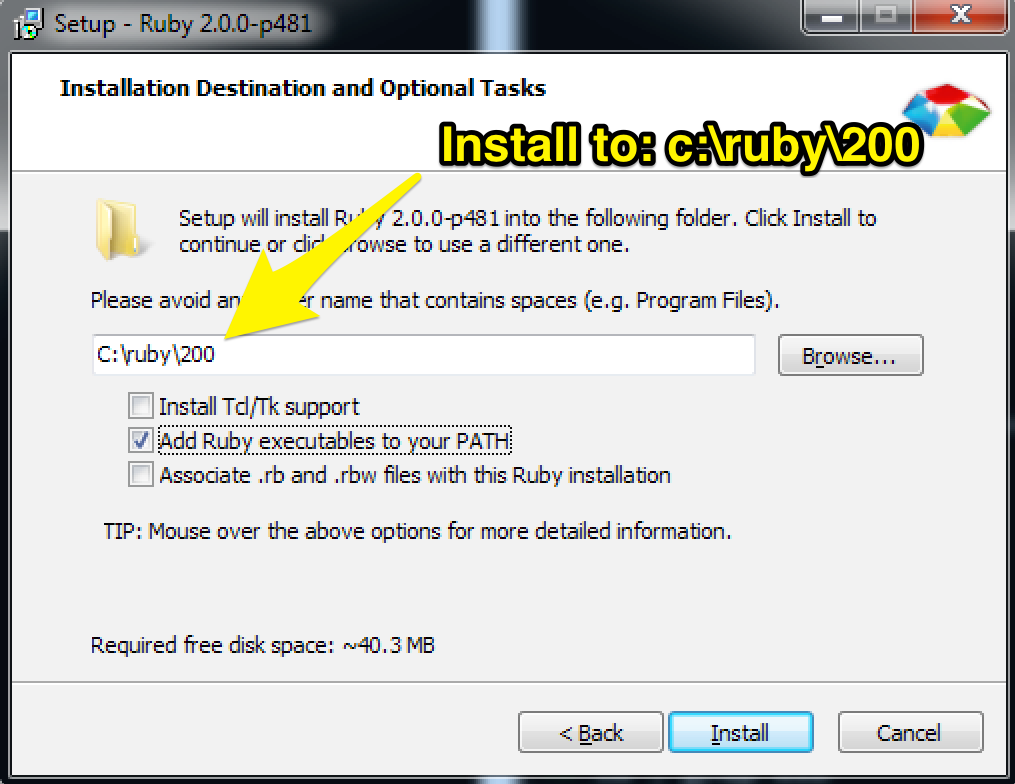 Setup - Ruby 2.0.0-p481
Installation Destination and Optional Tasks
Install to: c:\ruby\200
Setup will install Ruby 2.0.0-p481 into the following folder. Click Install to
continue or click Browse to use a different one.
Please avoid any folder name that contains spaces (e.g. Program Files).
C:\ruby\200
Browse...
Install Tcl/Tk support
Add Ruby executables to your PATH
Associate .rb and .rbw files with this Ruby installation
TIP: Mouse over the above options for more detailed information.
Required free disk space: ~40.3 MB
< Back Install Cancel